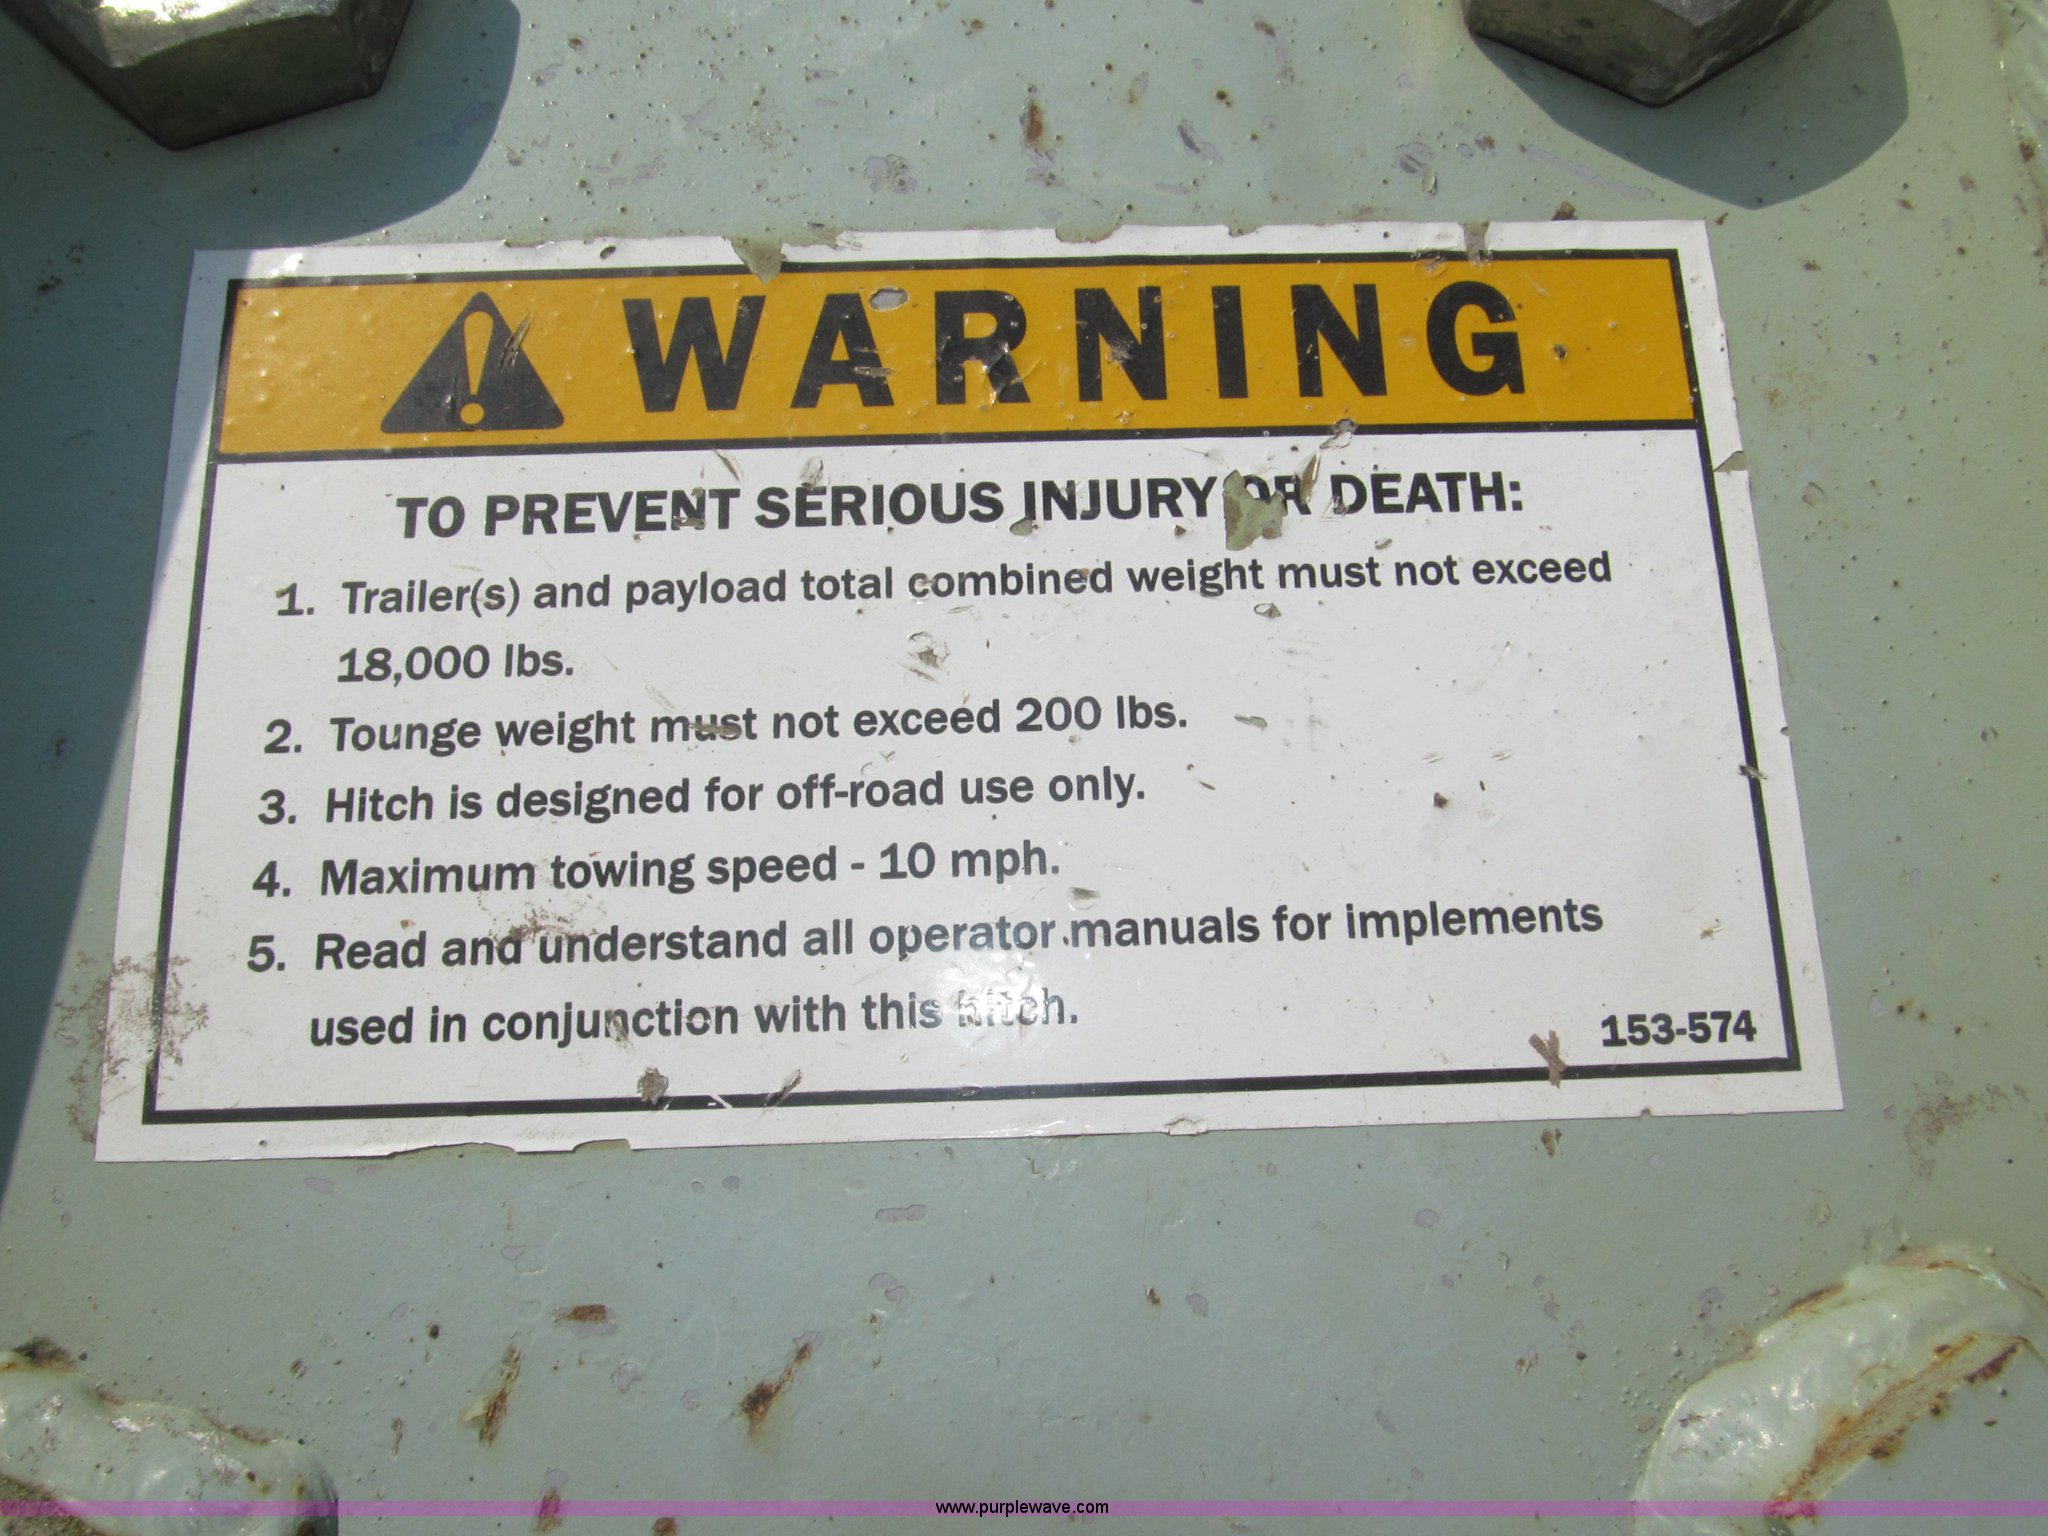 WARNING
TO PREVENT SERIOUS INJURY OR DEATH:
1. Trailer(s) and payload total combined weight must not exceed
18,000 lbs.
2. Tounge weight must not exceed 200 lbs.
3. Hitch is designed for off-road use only.
4. Maximum towing speed - 10 mph.
5. Read and understand all operator manuals for implements
used in conjunction with this hitch.
153-574
www.purplewave.com